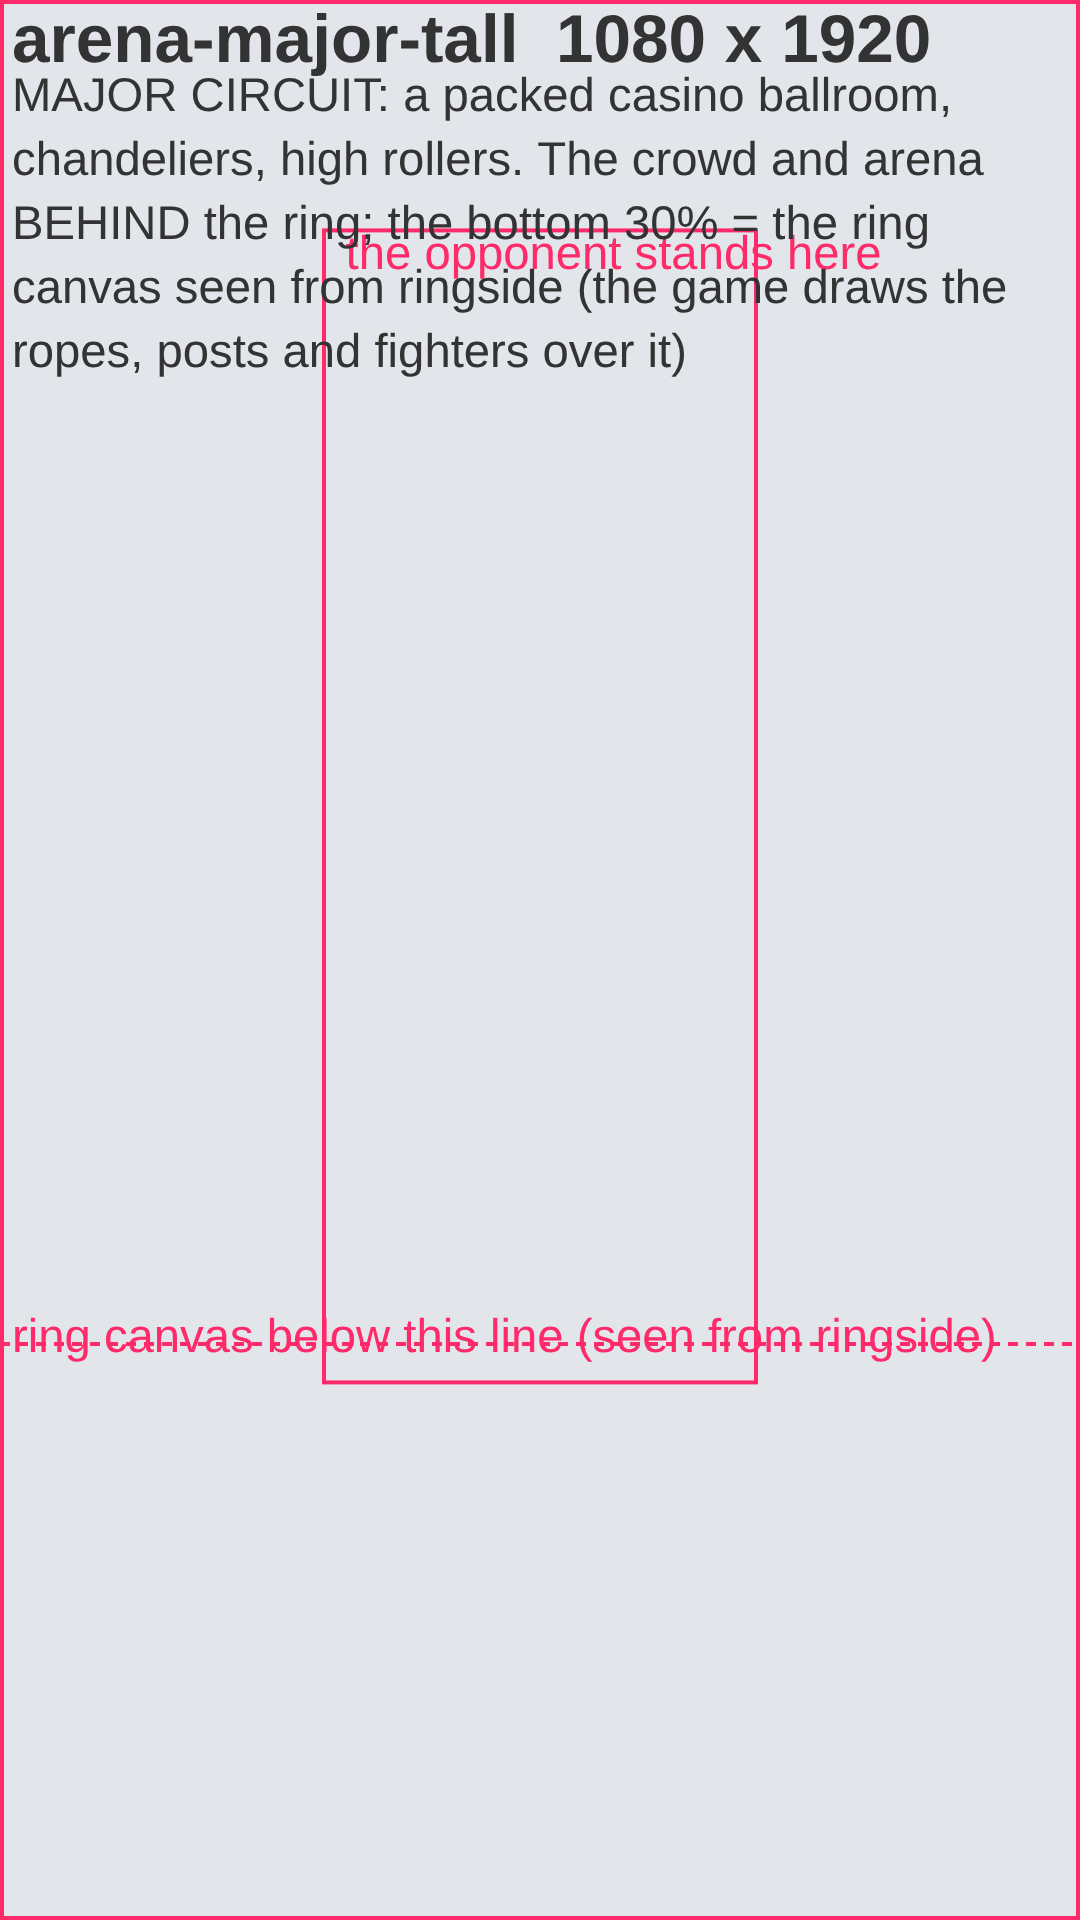 arena-major-tall 1080 x 1920
MAJOR CIRCUIT: a packed casino ballroom,
chandeliers, high rollers. The crowd and arena
BEHIND the ring; the bottom 30% = the ring
the opponent stands here
canvas seen from ringside (the game draws the
ropes, posts and fighters over it)
ring canvas below this line (seen from ringside)